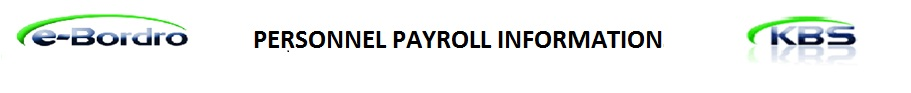 e-Bordro PERSONNEL PAYROLL INFORMATION KBS